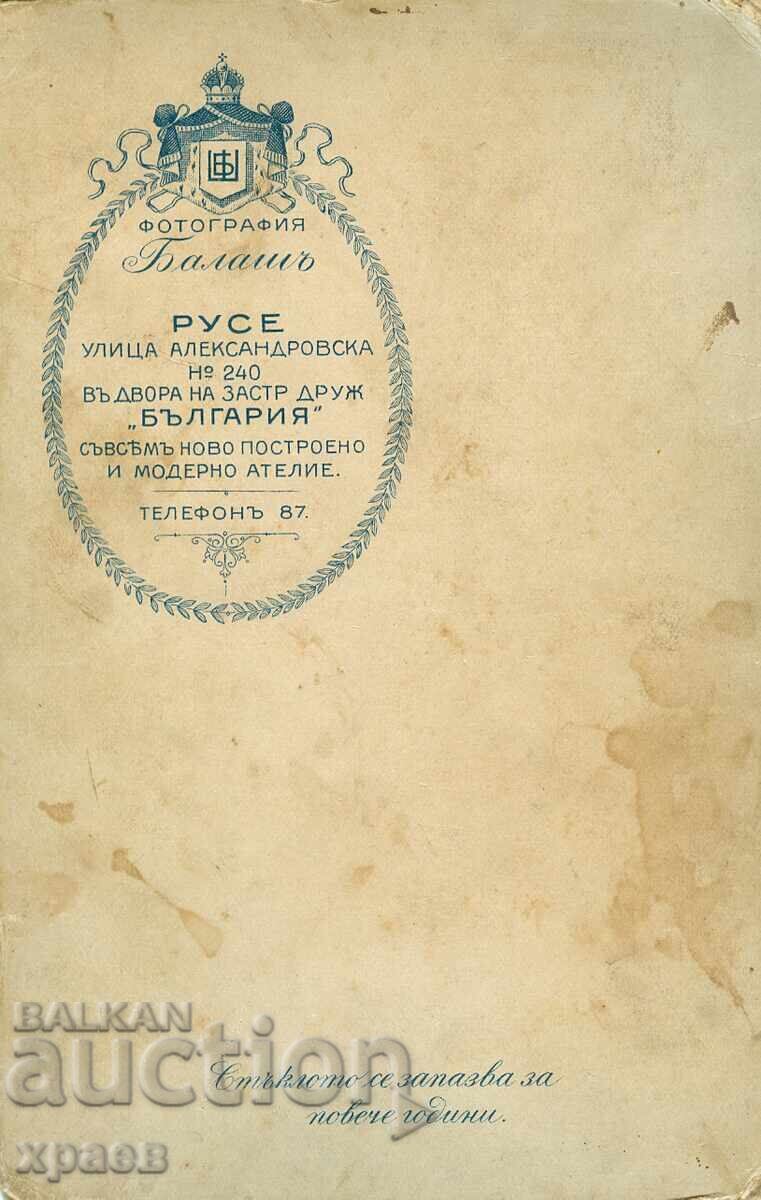 ФОТОГРАФИЯ
Балашъ
РУСЕ
УЛИЦА АЛЕКСАНДРОВСКА
№ 240
ВЪ ДВОРА НА ЗАСТР ДРУЖ
„БЪЛГАРИЯ"
СЪВСѢМЪ НОВО ПОСТРОЕНО
И МОДЕРНО АТЕЛИЕ.
ТЕЛЕФОНЪ 87.
Стъклото се запазва за
повече години.
BALKAN
auction
храев